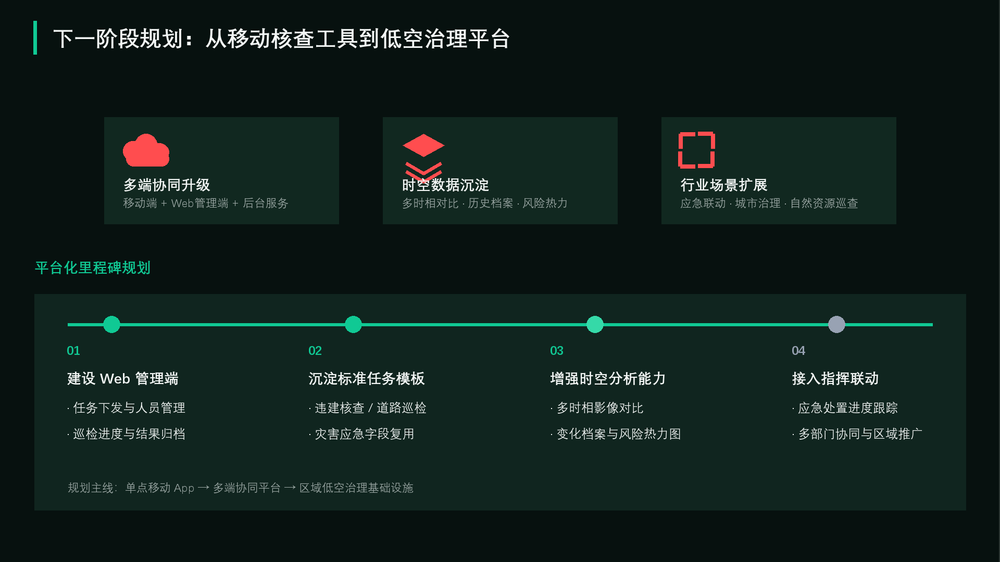 下一阶段规划：从移动核查工具到低空治理平台
多端协同升级
移动端 + Web管理端 + 后台服务
时空数据沉淀
多时相对比 · 历史档案 · 风险热力
行业场景扩展
应急联动 · 城市治理 · 自然资源巡查
平台化里程碑规划
01
建设 Web 管理端
· 任务下发与人员管理
· 巡检进度与结果归档
02
沉淀标准任务模板
· 违建核查 / 道路巡检
· 灾害应急字段复用
03
增强时空分析能力
· 多时相影像对比
· 变化档案与风险热力图
04
接入指挥联动
· 应急处置进度跟踪
· 多部门协同与区域推广
规划主线：单点移动 App → 多端协同平台 → 区域低空治理基础设施